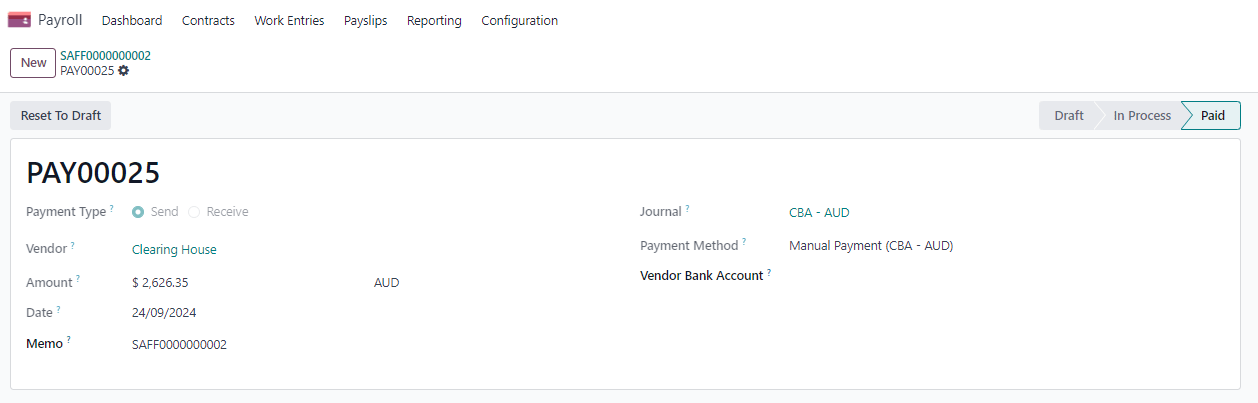 Payroll Dashboard Contracts Work Entries Payslips Reporting Configuration
New SAFF0000000002
PAY00025
Reset To Draft Draft In Process Paid
PAY00025
Payment Type ? Send Receive Journal ? CBA - AUD
Vendor ? Clearing House Payment Method ? Manual Payment (CBA - AUD)
Amount ? $ 2,626.35 AUD Vendor Bank Account ?
Date ? 24/09/2024
Memo ? SAFF0000000002